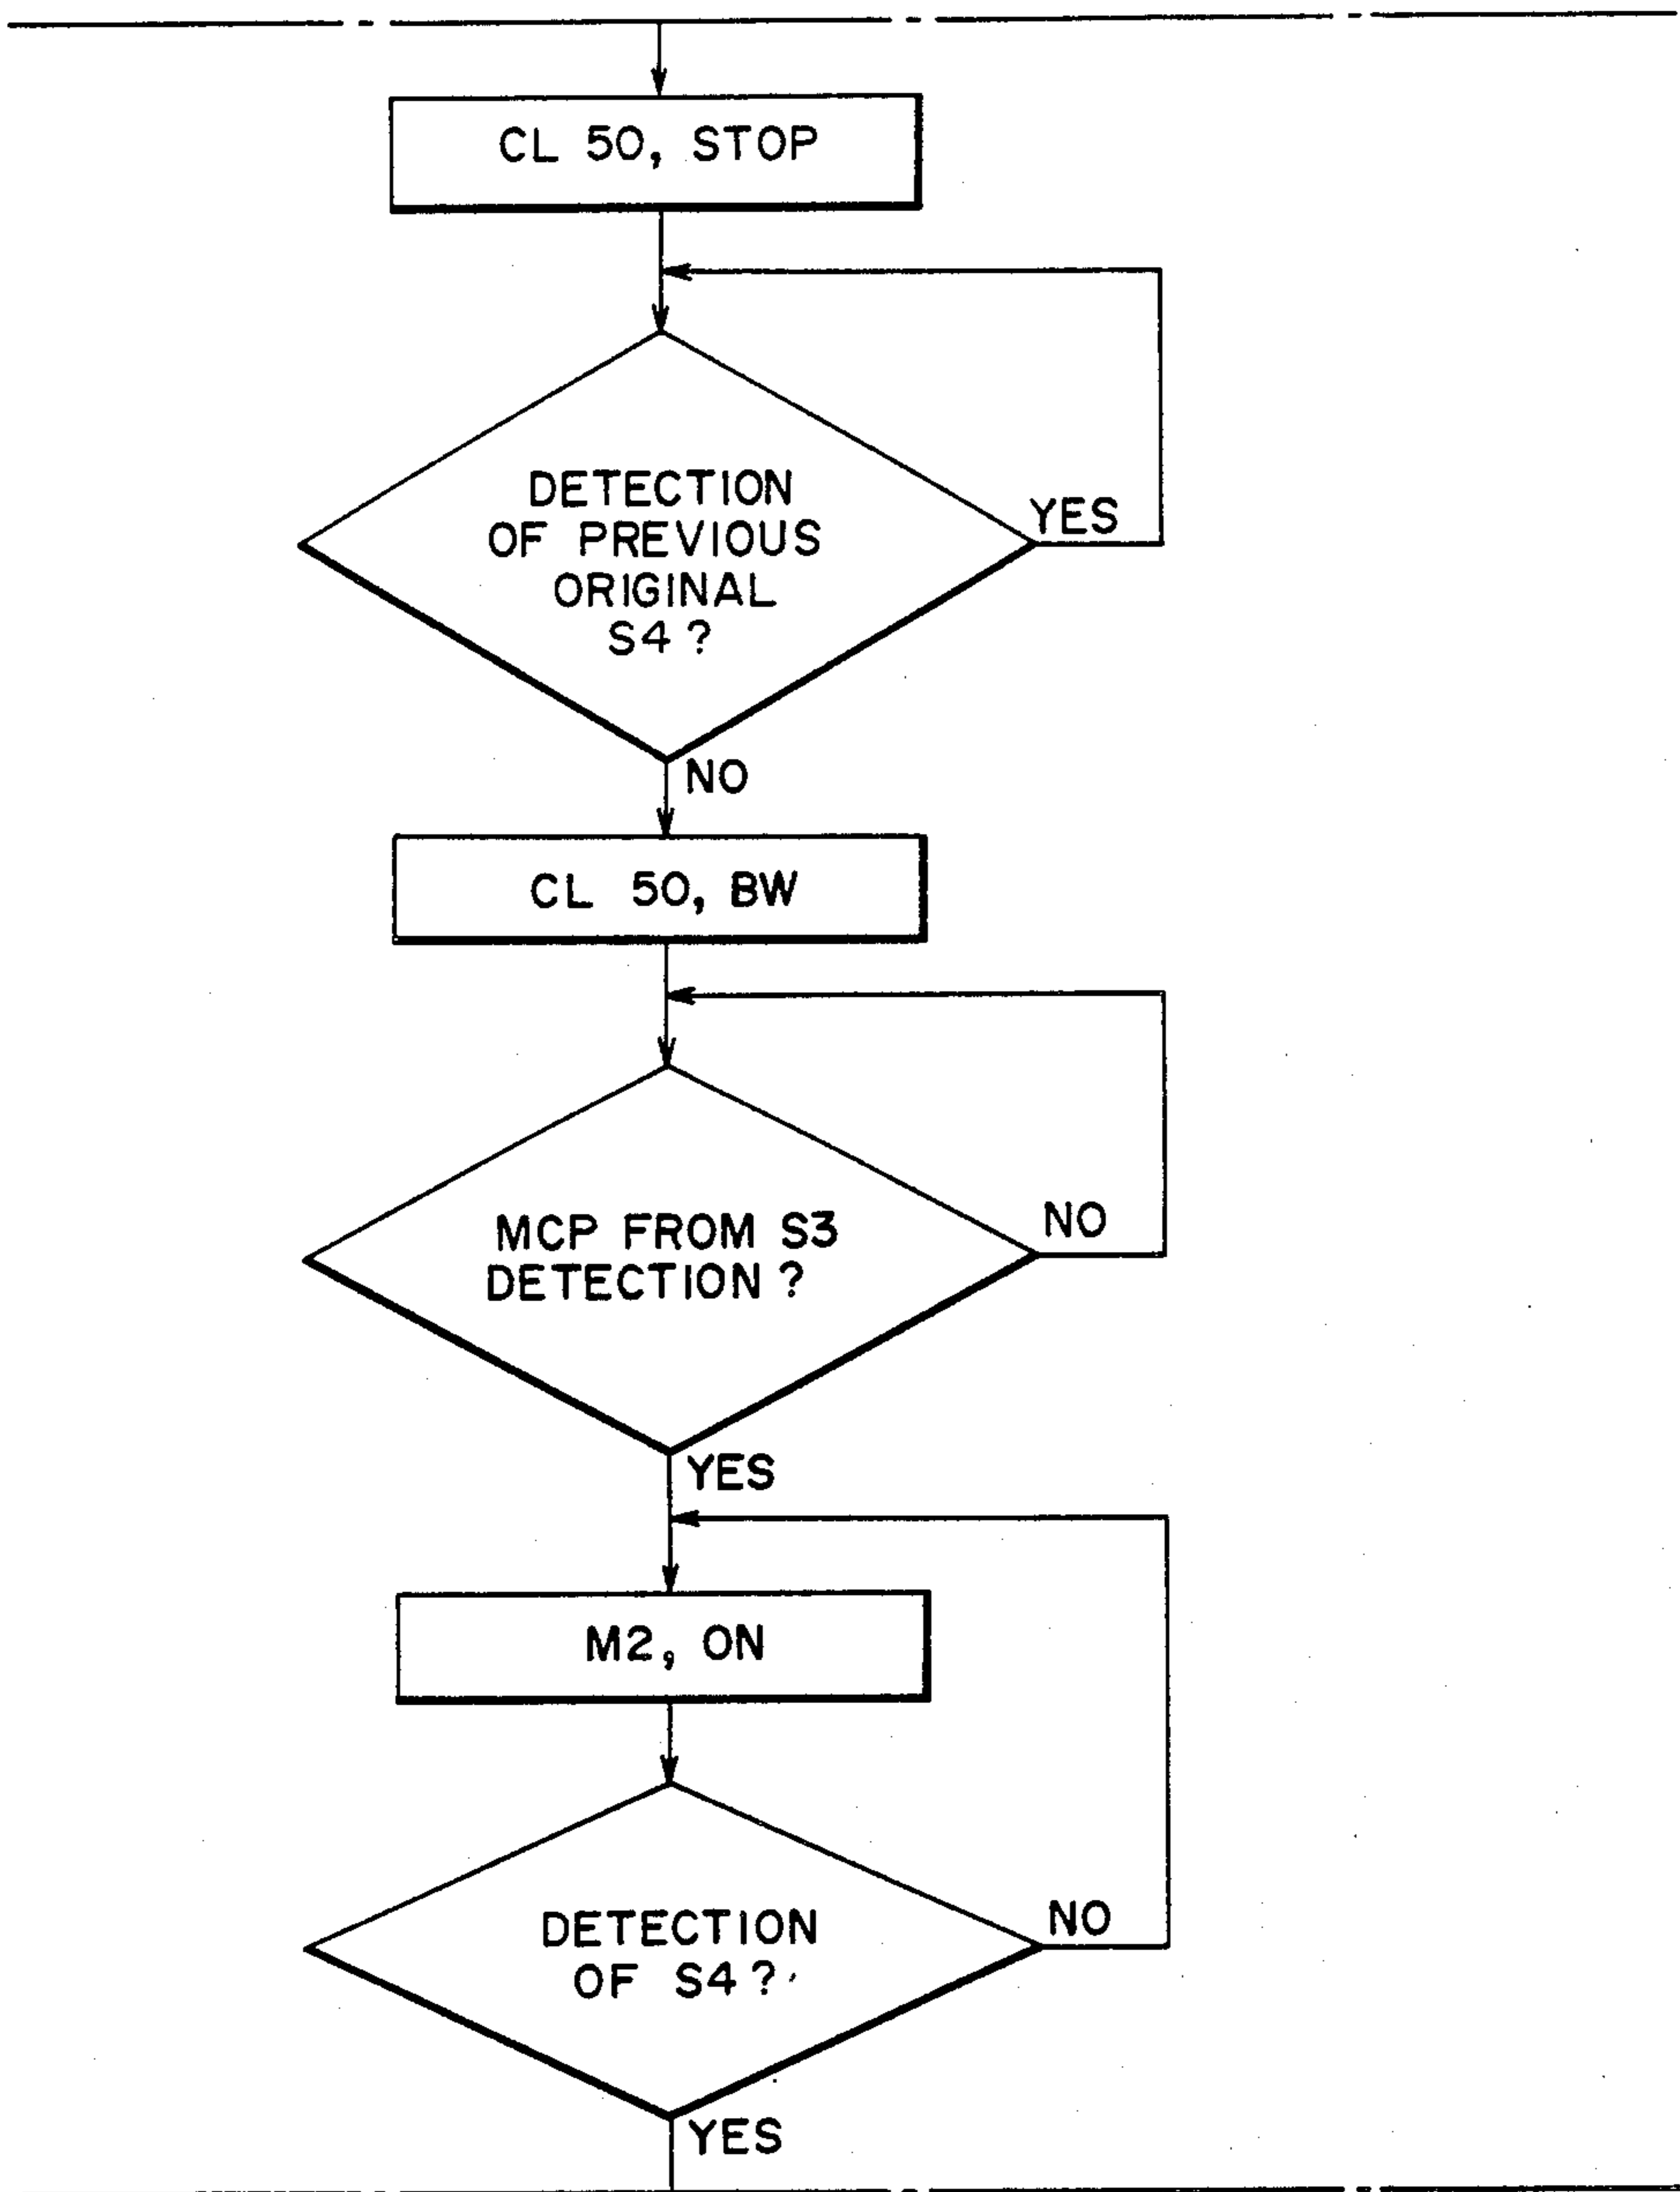 CL 50, STOP
DETECTION
OF PREVIOUS
ORIGINAL
S4?
YES
NO
CL 50, BW
MCP FROM S3
DETECTION?
NO
YES
M2, ON
DETECTION
OF S4?
NO
YES